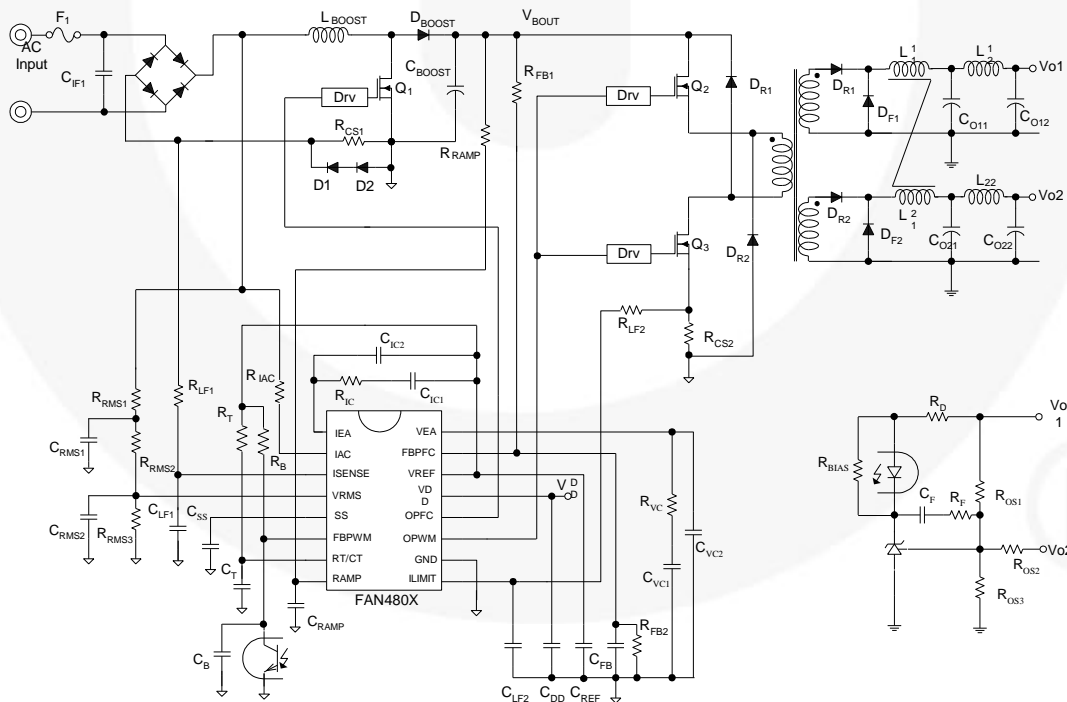 F1
AC
Input
CIF1
LBOOST
DBOOST
VBOUT
CBOOST
Q1
Drv
RCS1
D1
D2
RRAMP
RFB1
Drv
Q2
DR1
Drv
Q3
DR2
RLF2
RCS2
DR1
L11
L12
Vo1
DF1
CO11
CO12
DR2
L21
L22
Vo2
DF2
CO21
CO22
RRMS1
CRMS1
RRMS2
CRMS2
RRMS3
RLF1
CLF1
CSS
RIAC
RT
RB
CT
CB
CRAMP
CIC2
RIC
CIC1
IEA
IAC
ISENSE
VRMS
SS
FBPWM
RT/CT
RAMP
VEA
FBPFC
VREF
VD
D
OPFC
OPWM
GND
ILIMIT
FAN480X
VDD
RVC
CVC1
CVC2
RFB2
CLF2
CDD
CREF
CFB
RD
Vo
1
RBIAS
CF
RF
ROS1
ROS2
Vo2
ROS3